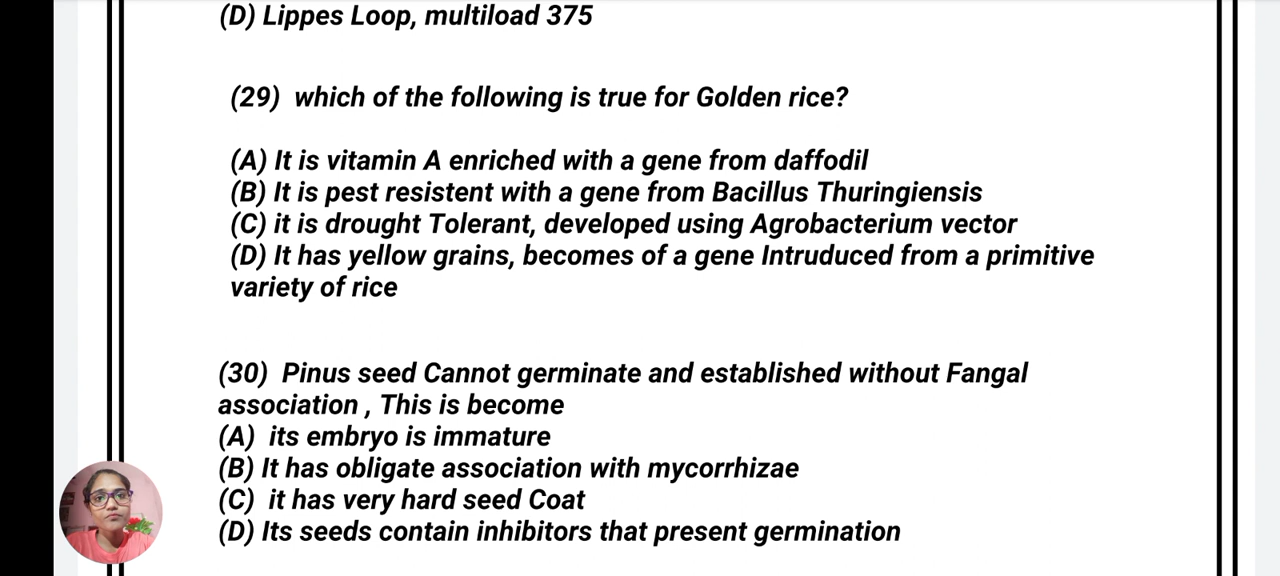 (D) Lippes Loop, multiload 375
(29) which of the following is true for Golden rice?
(A) It is vitamin A enriched with a gene from daffodil
(B) It is pest resistent with a gene from Bacillus Thuringiensis
(C) it is drought Tolerant, developed using Agrobacterium vector
(D) It has yellow grains, becomes of a gene Intruduced from a primitive
variety of rice
(30) Pinus seed Cannot germinate and established without Fangal
association , This is become
(A) its embryo is immature
(B) It has obligate association with mycorrhizae
(C) it has very hard seed Coat
(D) Its seeds contain inhibitors that present germination